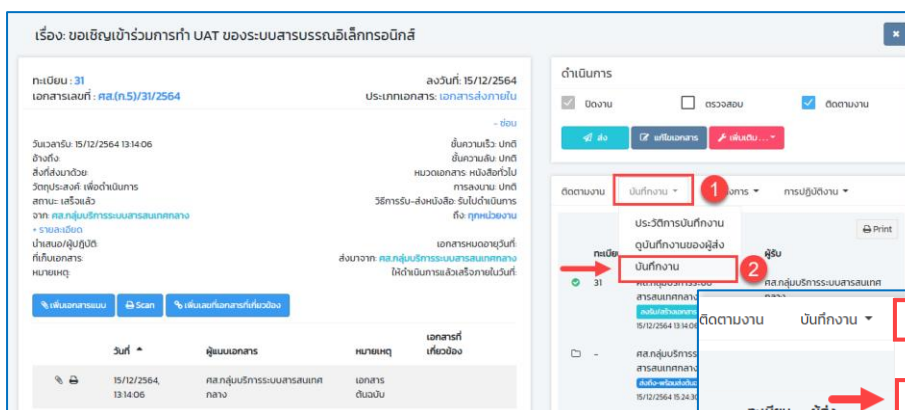 เรื่อง: ขอเชิญเข้าร่วมการทำ UAT ของระบบสารบรรณอิเล็กทรอนิกส์
ทะเบียน : 31
ลงวันที่: 15/12/2564
เอกสารเลขที่ : ศส.(ก.5)/31/2564
ประเภทเอกสาร: เอกสารส่งภายใน
- ซ่อน
วันเวลารับ: 15/12/2564 13:14:06
ชั้นความเร็ว: ปกติ
อ้างถึง:
ชั้นความลับ: ปกติ
สิ่งที่ส่งมาด้วย:
หมวดเอกสาร: หนังสือทั่วไป
วัตถุประสงค์: เพื่อดำเนินการ
การลงนาม: ปกติ
สถานะ: เสร็จแล้ว
วิธีการรับ-ส่งหนังสือ: รับไปดำเนินการ
จาก: ศส.กลุ่มบริการระบบสารสนเทศกลาง
ถึง: ทุกหน่วยงาน
+ รายละเอียด
นำเสนอ/ผู้ปฏิบัติ:
เอกสารหมดอายุวันที่:
ที่เก็บเอกสาร:
ส่งมาจาก: ศส.กลุ่มบริการระบบสารสนเทศกลาง
หมายเหตุ:
ให้ดำเนินการแล้วเสร็จภายในวันที่:
เพิ่มเอกสารแนบ
Scan
เพิ่มเลขที่เอกสารที่เกี่ยวข้อง
วันที่
ผู้แนบเอกสาร
หมายเหตุ
เอกสารที่
เกี่ยวข้อง
15/12/2564,
13:14:06
ศส.กลุ่มบริการระบบสารสนเทศ
กลาง
เอกสาร
ต้นฉบับ
ดำเนินการ
ปิดงาน
ตรวจสอบ
ติดตามงาน
ส่ง
แก้ไขเอกสาร
เพิ่มเติม...
ติดตามงาน
บันทึกงาน
1
การปฏิบัติงาน
ประวัติการบันทึกงาน
ดูบันทึกงานของผู้ส่ง
บันทึกงาน
2
Print
ผู้รับ
31
ศส.กลุ่มบริการระบบสารสนเทศ
สารสนเทศกลาง
15/12/2564 13:14:06
-
ศส.กลุ่มบริการ
สารสนเทศกลาง
15/12/2564 15:24:30
ติดตามงาน
บันทึกงาน